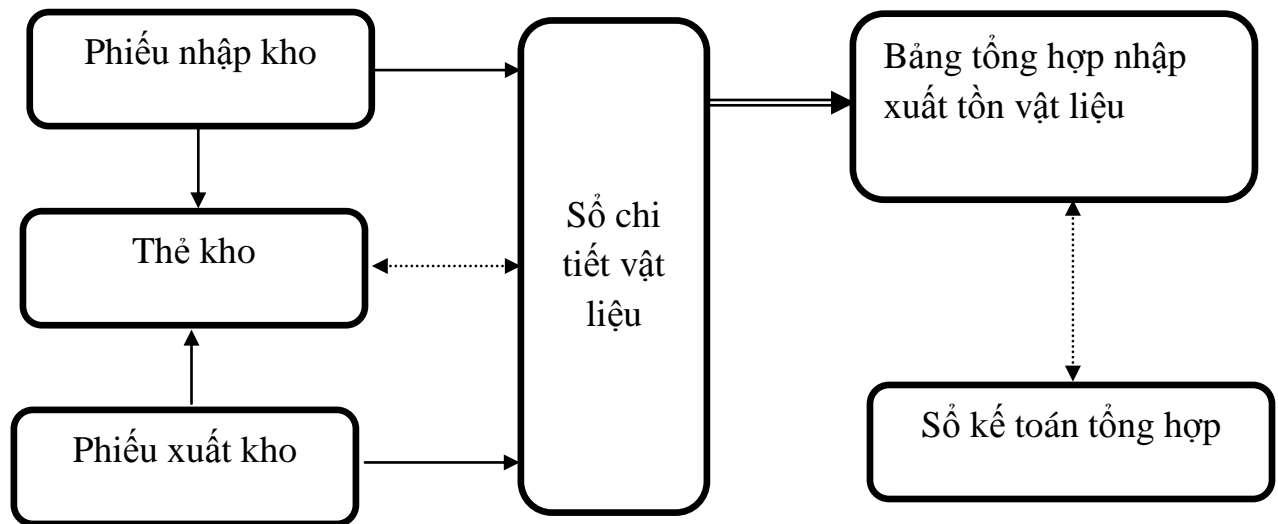 Phiếu nhập kho
Thẻ kho
Phiếu xuất kho
Sổ chi
tiết vật
liệu
Bảng tổng hợp nhập
xuất tồn vật liệu
Sổ kế toán tổng hợp